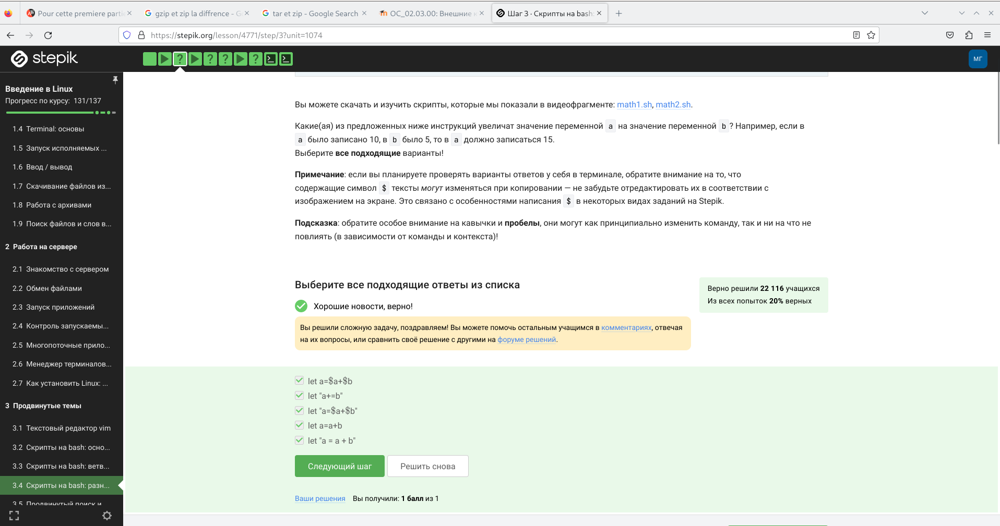 Pour cette premiere parti
gzip et zip la diffrence - G
tar et zip - Google Search
ОС_02.03.00: Внешние к
Шаг 3 · Скрипты на bash:
https://stepik.org/lesson/4771/step/3?unit=1074
stepik
МГ
Введение в Linux
Прогресс по курсу: 131/137
1.4 Terminal: основы
1.5 Запуск исполняемых ...
1.6 Ввод / вывод
1.7 Скачивание файлов из...
1.8 Работа с архивами
1.9 Поиск файлов и слов в...
2 Работа на сервере
2.1 Знакомство с сервером
2.2 Обмен файлами
2.3 Запуск приложений
2.4 Контроль запускаемы...
2.5 Многопоточные прило...
2.6 Менеджер терминалов...
2.7 Как установить Linux: ...
3 Продвинутые темы
3.1 Текстовый редактор vim
3.2 Скрипты на bash: осно...
3.3 Скрипты на bash: ветв...
3.4 Скрипты на bash: разн...
3.5 Продвинутый поиск и
Вы можете скачать и изучить скрипты, которые мы показали в видеофрагменте: math1.sh, math2.sh.
Какие(ая) из предложенных ниже инструкций увеличат значение переменной a на значение переменной b? Например, если в
a было записано 10, в b было 5, то в a должно записаться 15.
Выберите все подходящие варианты!
Примечание: если вы планируете проверять варианты ответов у себя в терминале, обратите внимание на то, что
содержащие символ $ тексты могут изменяться при копировании — не забудьте отредактировать их в соответствии с
изображением на экране. Это связано с особенностями написания $ в некоторых видах заданий на Stepik.
Подсказка: обратите особое внимание на кавычки и пробелы, они могут как принципиально изменить команду, так и ни на что не
повлиять (в зависимости от команды и контекста)!
Выберите все подходящие ответы из списка
Верно решили 22 116 учащихся
Из всех попыток 20% верных
Хорошие новости, верно!
Вы решили сложную задачу, поздравляем! Вы можете помочь остальным учащимся в комментариях, отвечая
на их вопросы, или сравнить своё решение с другими на форуме решений.
let a=$a+$b
let "a+=b"
let "a=$a+$b"
let a=a+b
let "a = a + b"
Следующий шаг
Решить снова
Ваши решения Вы получили: 1 балл из 1